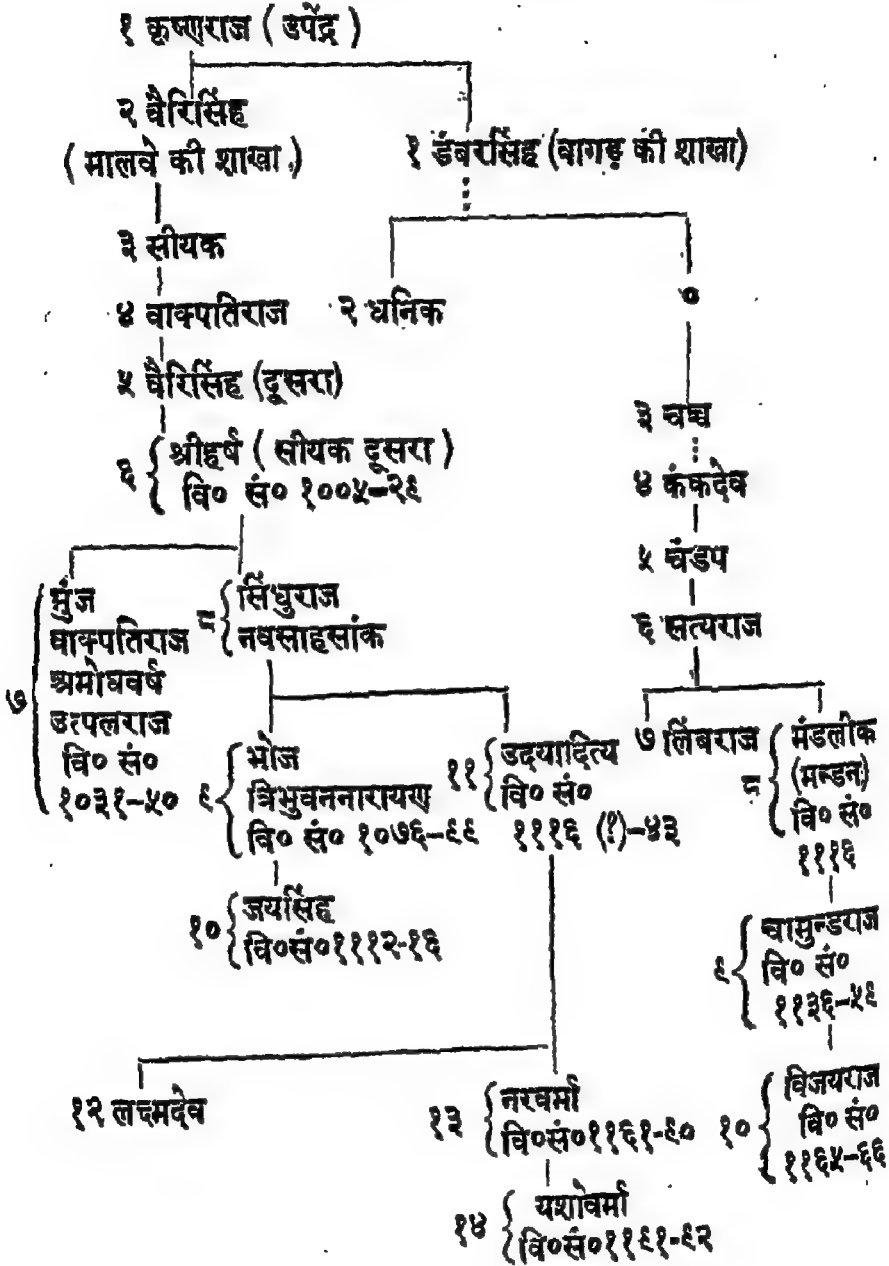 १ कृष्णराज ( उपेंद्र )
२ वैरिसिंह
( मालवे की शाखा )
१ डंबरसिंह (वागड़ की शाखा)
३ सीयक
४ वाक्पतिराज
२ धनिक
०
५ वैरिसिंह (दूसरा)
३ चच्च
६ श्रीहर्ष ( सीयक दूसरा )
वि० सं० १००५-२९
४ कंकदेव
५ चंडप
६ सत्यराज
७ मुंज
वाक्पतिराज
अमोघवर्ष
उत्पलराज
वि० सं०
१०३१-५०
८ सिंधुराज
नवसाहसांक
९ भोज
त्रिभुवननारायण
वि० सं० १०७६-९९
११ उदयादित्य
वि० सं०
१११६ (?)-४३
७ लिंबराज
८ मंडलीक
(मन्डन)
वि० सं०
१११६
१० जयसिंह
वि०सं०१११२-१६
९ चामुन्डराज
वि० सं०
११३६-५९
१२ लक्ष्मदेव
१३ नरवर्मा
वि०सं०११६१-९०
१० विजयराज
वि० सं०
११६५-६६
१४ यशोवर्मा
वि०सं०११९१-९२